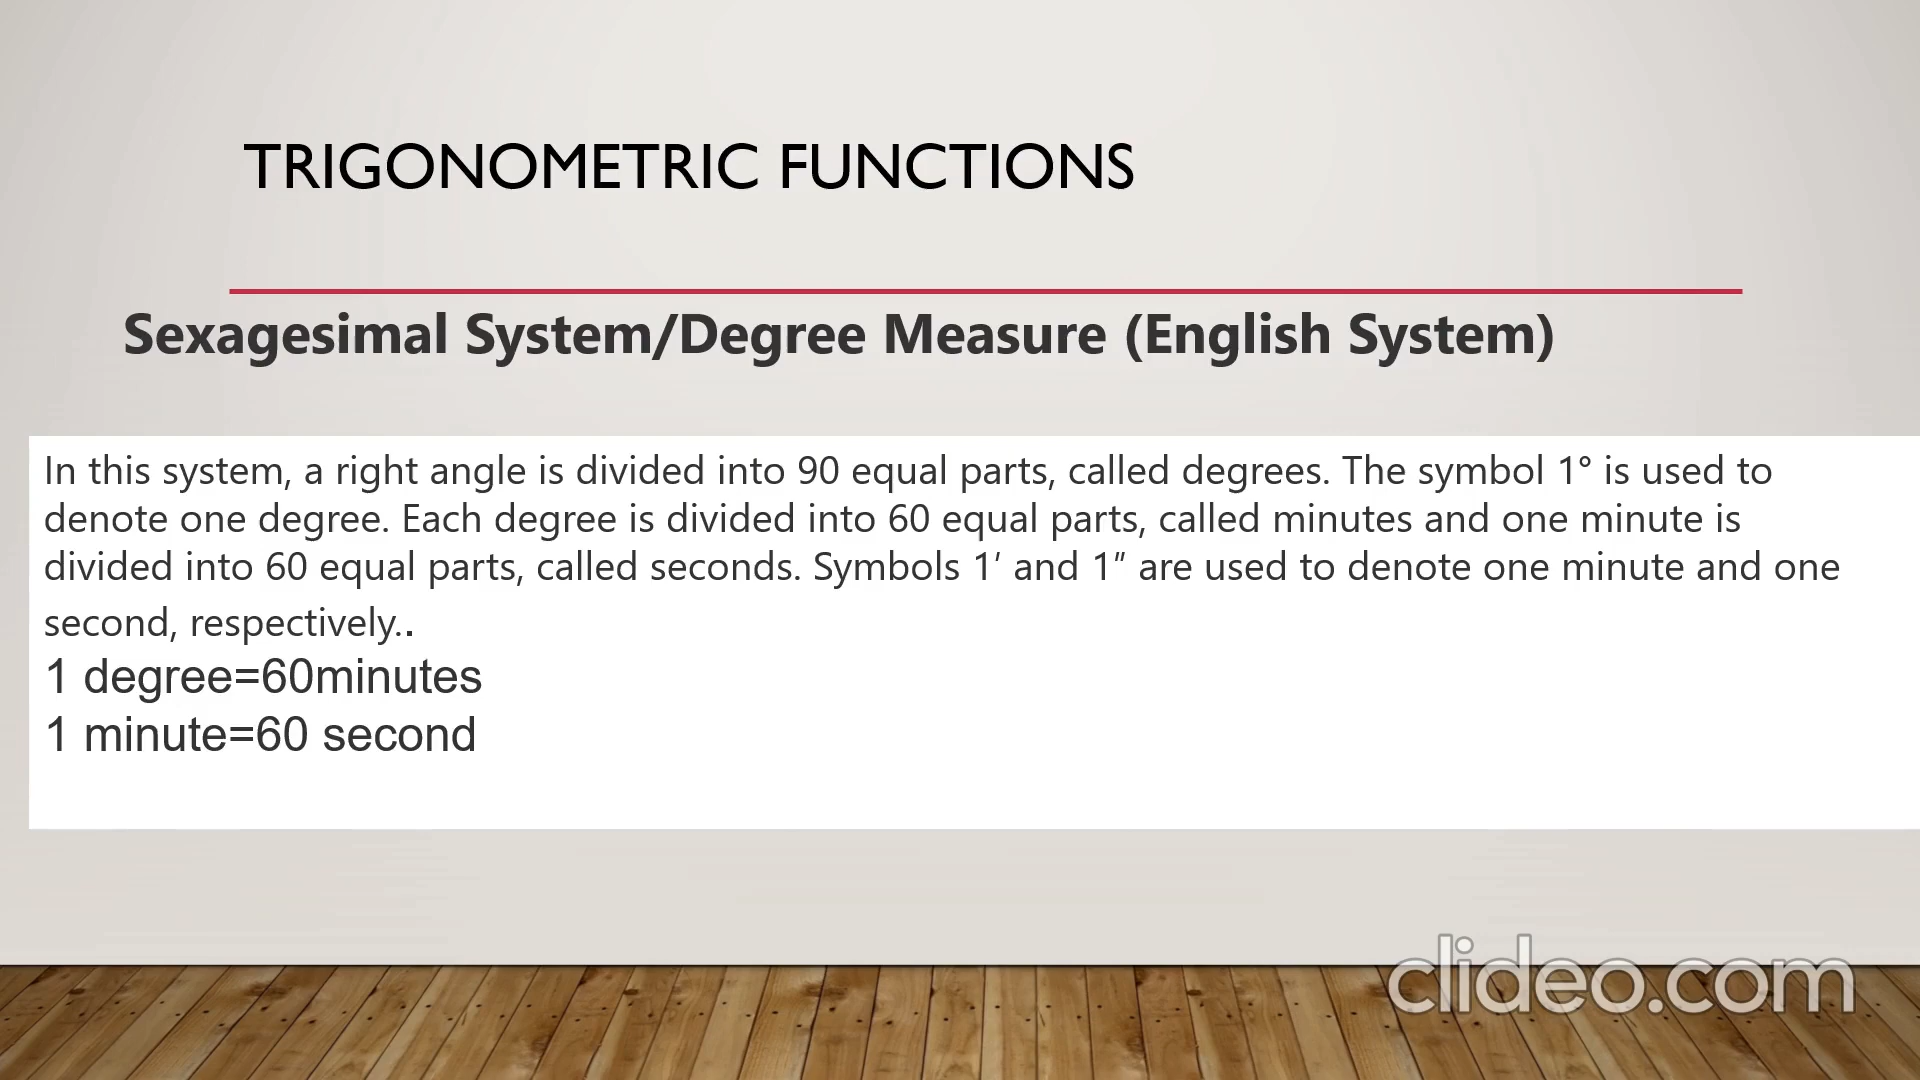 TRIGONOMETRIC FUNCTIONS
Sexagesimal System/Degree Measure (English System)
In this system, a right angle is divided into 90 equal parts, called degrees. The symbol 1° is used to
denote one degree. Each degree is divided into 60 equal parts, called minutes and one minute is
divided into 60 equal parts, called seconds. Symbols 1′ and 1″ are used to denote one minute and one
second, respectively..
1 degree=60minutes
1 minute=60 second
clideo.com